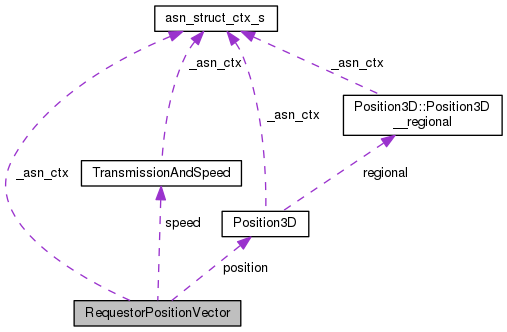 asn_struct_ctx_s
_asn_ctx
_asn_ctx
Position3D::Position3D
__regional
_asn_ctx
_asn_ctx
TransmissionAndSpeed
regional
speed
Position3D
position
RequestorPositionVector